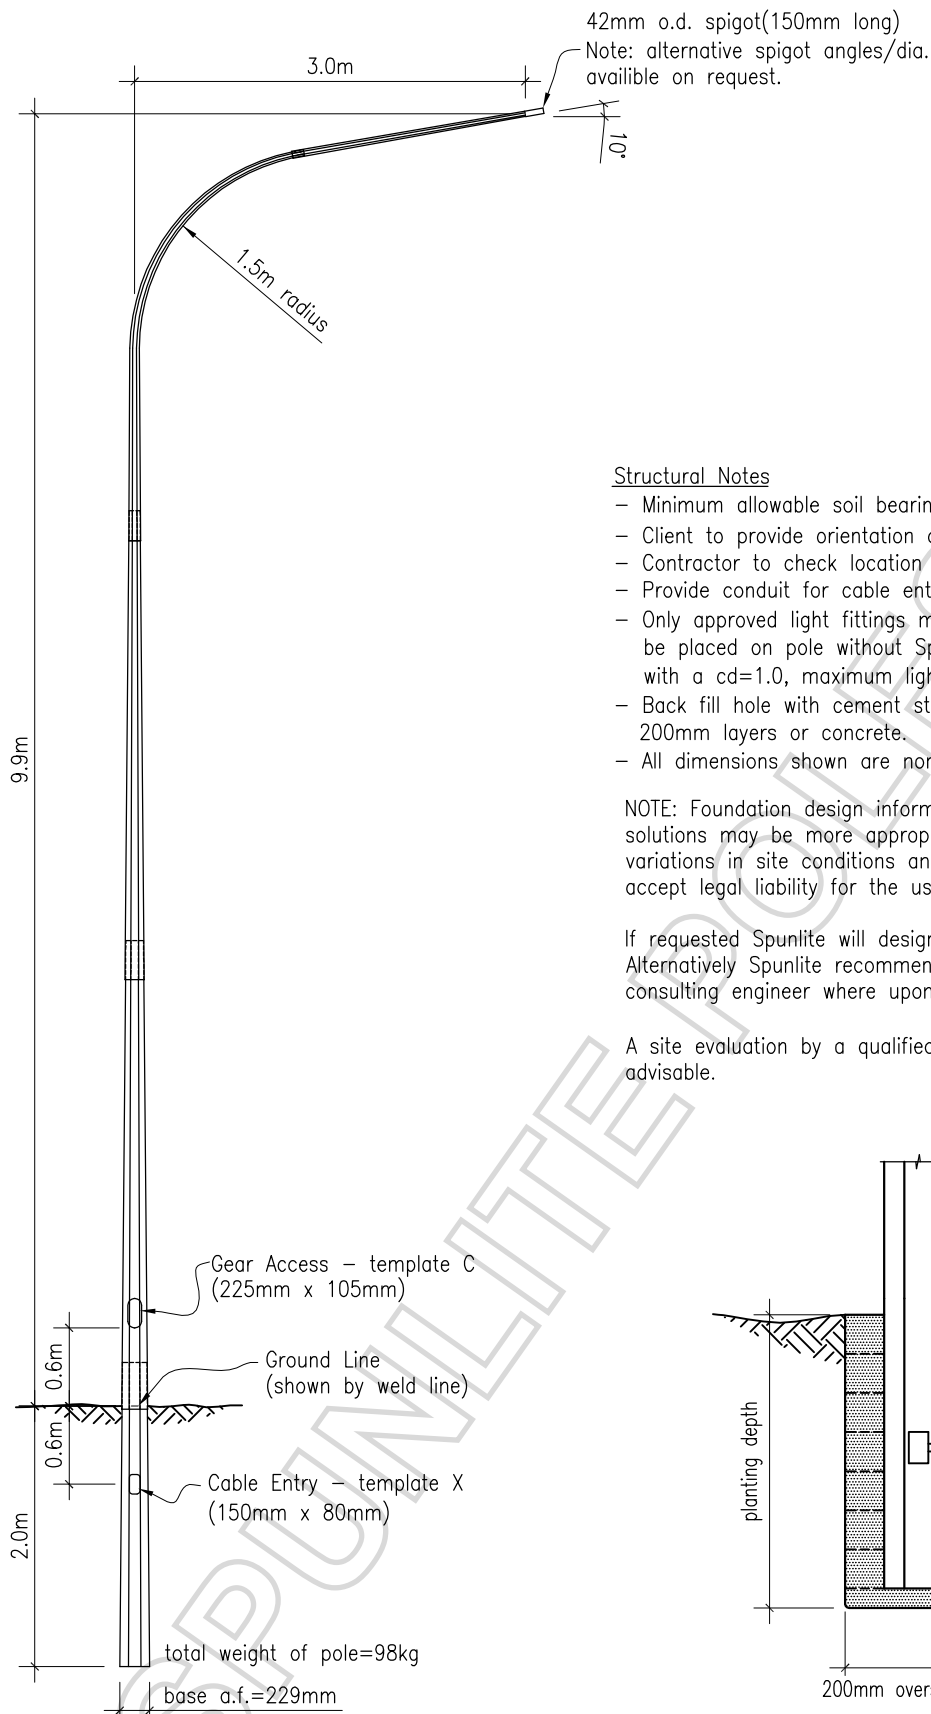 42mm o.d. spigot(150mm long)
Note: alternative spigot angles/dia.
availible on request.
3.0m
10°
1.5m radius
Structural Notes
– Minimum allowable soil bearin
– Client to provide orientation
– Contractor to check location
– Provide conduit for cable ent
– Only approved light fittings m
be placed on pole without Sp
with a cd=1.0, maximum ligh
– Back fill hole with cement st
200mm layers or concrete.
– All dimensions shown are nor
9.9m
NOTE: Foundation design inform
solutions may be more approp
variations in site conditions an
accept legal liability for the us
If requested Spunlite will design
Alternatively Spunlite recommen
consulting engineer where upon
A site evaluation by a qualified
advisable.
Gear Access – template C
(225mm x 105mm)
0.6m
Ground Line
(shown by weld line)
0.6m
Cable Entry – template X
(150mm x 80mm)
2.0m
planting depth
total weight of pole=98kg
base a.f.=229mm
200mm overs
SPUNLITE POLES